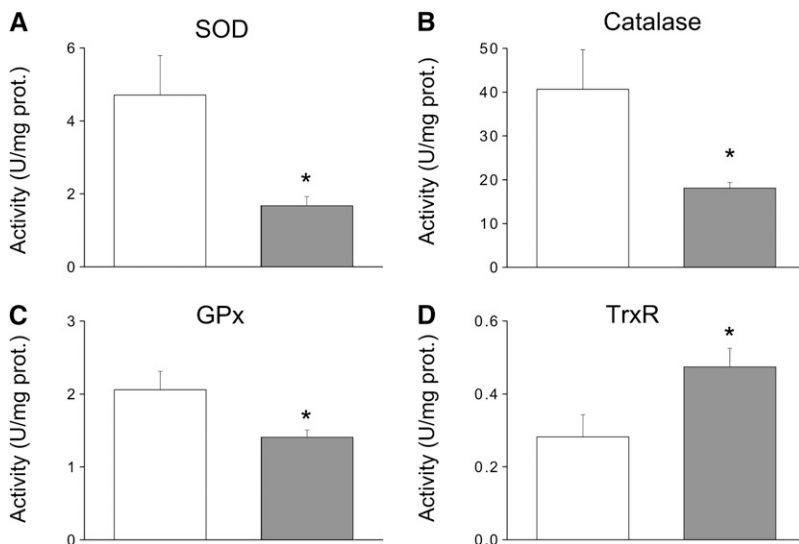 A
SOD
Activity (U/mg prot.)
6
4
2
0
*
B
Catalase
Activity (U/mg prot.)
50
40
30
20
10
0
*
C
GPx
Activity (U/mg prot.)
3
2
1
0
*
D
TrxR
Activity (U/mg prot.)
0.6
0.4
0.2
0.0
*